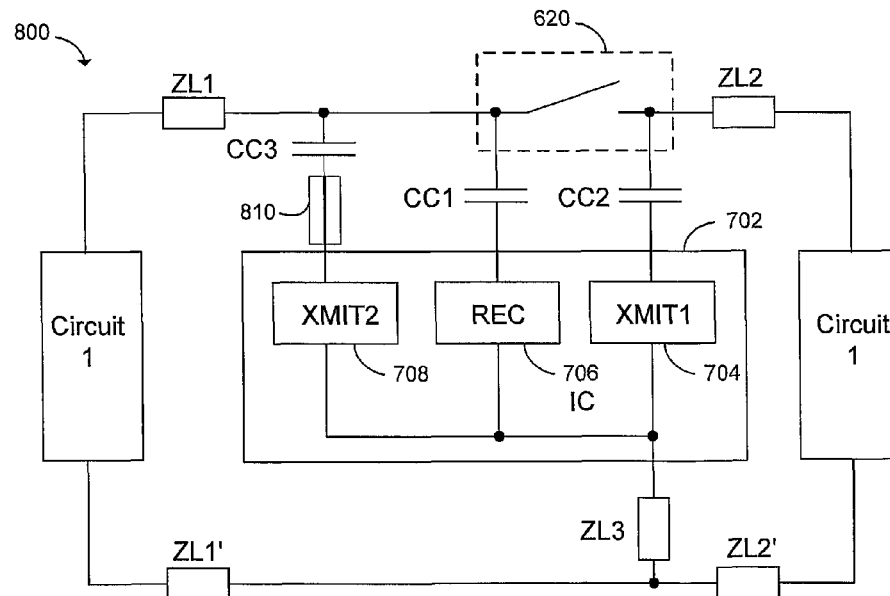 800
620
ZL1
ZL2
CC3
810
CC1
CC2
702
Circuit
1
XMIT2
REC
XMIT1
Circuit
1
708
706
704
IC
ZL3
ZL1'
ZL2'